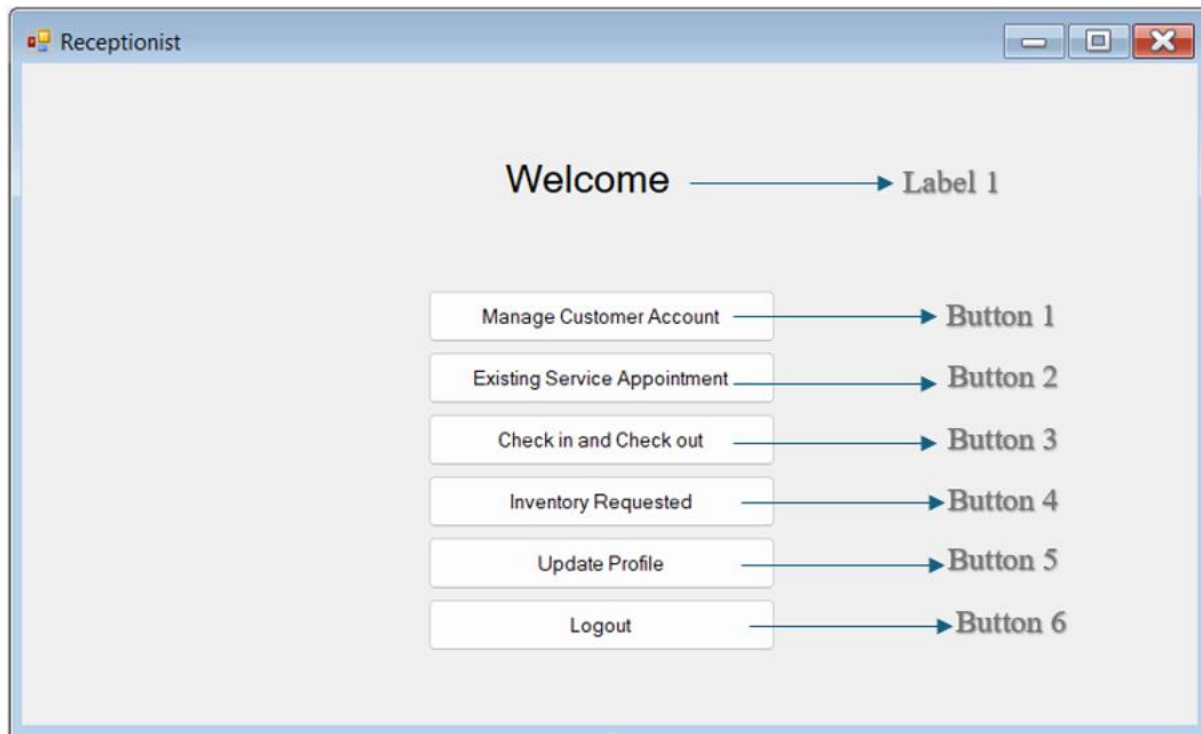 Receptionist
Welcome Label 1
Manage Customer Account Button 1
Existing Service Appointment Button 2
Check in and Check out Button 3
Inventory Requested Button 4
Update Profile Button 5
Logout Button 6